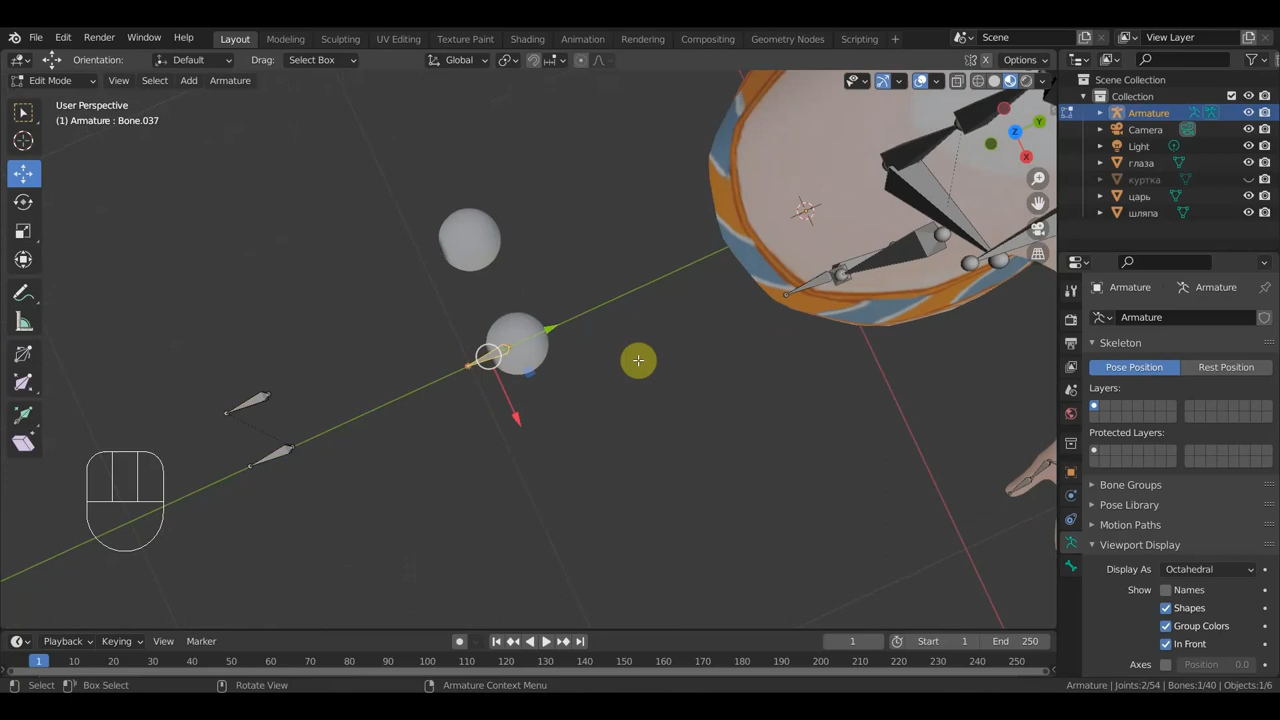 File Edit Render Window Help Layout Modeling Sculpting UV Editing Texture Paint Shading Animation Rendering Compositing Geometry Nodes Scripting + Scene View Layer
Orientation: Default Drag: Select Box Global X Options
Edit Mode View Select Add Armature
User Perspective
(1) Armature : Bone.037
Z
Y
X
Scene Collection
Collection
Armature
Camera
Light
глаза
куртка
царь
шляпа
Armature Armature
Armature
Skeleton
Pose Position Rest Position
Layers:
Protected Layers:
Bone Groups
Pose Library
Motion Paths
Viewport Display
Display As Octahedral
Show Names
Shapes
Group Colors
In Front
Axes Position 0.0
Playback Keying View Marker 1 Start 1 End 250
1 10 20 30 40 50 60 70 80 90 100 110 120 130 140 150 160 170 180 190 200 210 220 230 240 250
Select Box Select Rotate View Armature Context Menu Armature | Joints:2/54 | Bones:1/40 | Objects:1/6